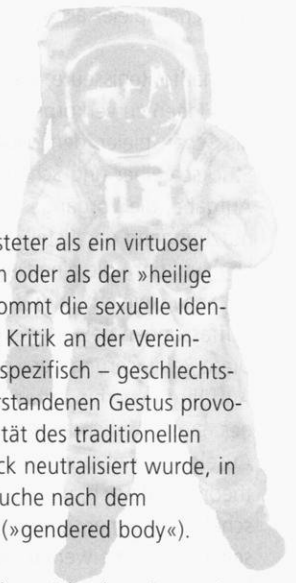 steter als ein virtuoser
n oder als der »heilige
ommt die sexuelle Iden-
Kritik an der Verein-
spezifisch – geschlechts-
rstandenen Gestus provo-
tät des traditionellen
ck neutralisiert wurde, in
uche nach dem
(»gendered body«).